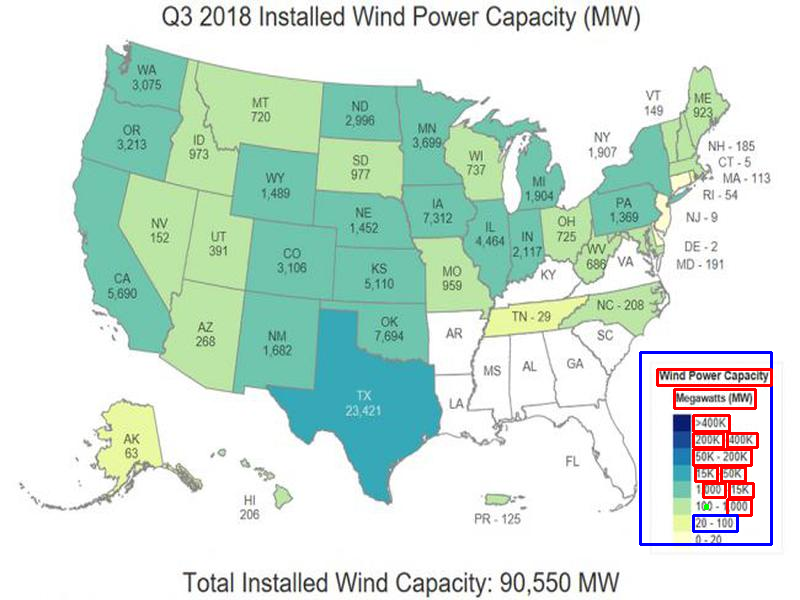 Q3 2018 Installed Wind Power Capacity (MW)
WA
3,075
OR
3,213
CA
5,690
ID
973
NV
152
MT
720
WY
1,489
UT
391
AZ
268
CO
3,106
NM
1,682
ND
2,996
SD
977
NE
1,452
KS
5,110
OK
7,694
TX
23,421
MN
3,699
IA
7,312
MO
959
AR
LA
WI
737
IL
4,464
MI
1,904
IN
2,117
OH
725
KY
TN - 29
MS
AL
GA
FL
SC
NC - 208
WV
686
VA
PA
1,369
NY
1,907
VT
149
ME
923
NH - 185
CT - 5
MA - 113
RI - 54
NJ - 9
DE - 2
MD - 191
AK
63
HI
206
PR - 125
Wind Power Capacity
Megawatts (MW)
>400K
200K - 400K
50K - 200K
15K - 50K
1,000 - 15K
100 - 1,000
20 - 100
0 - 20
Total Installed Wind Capacity: 90,550 MW